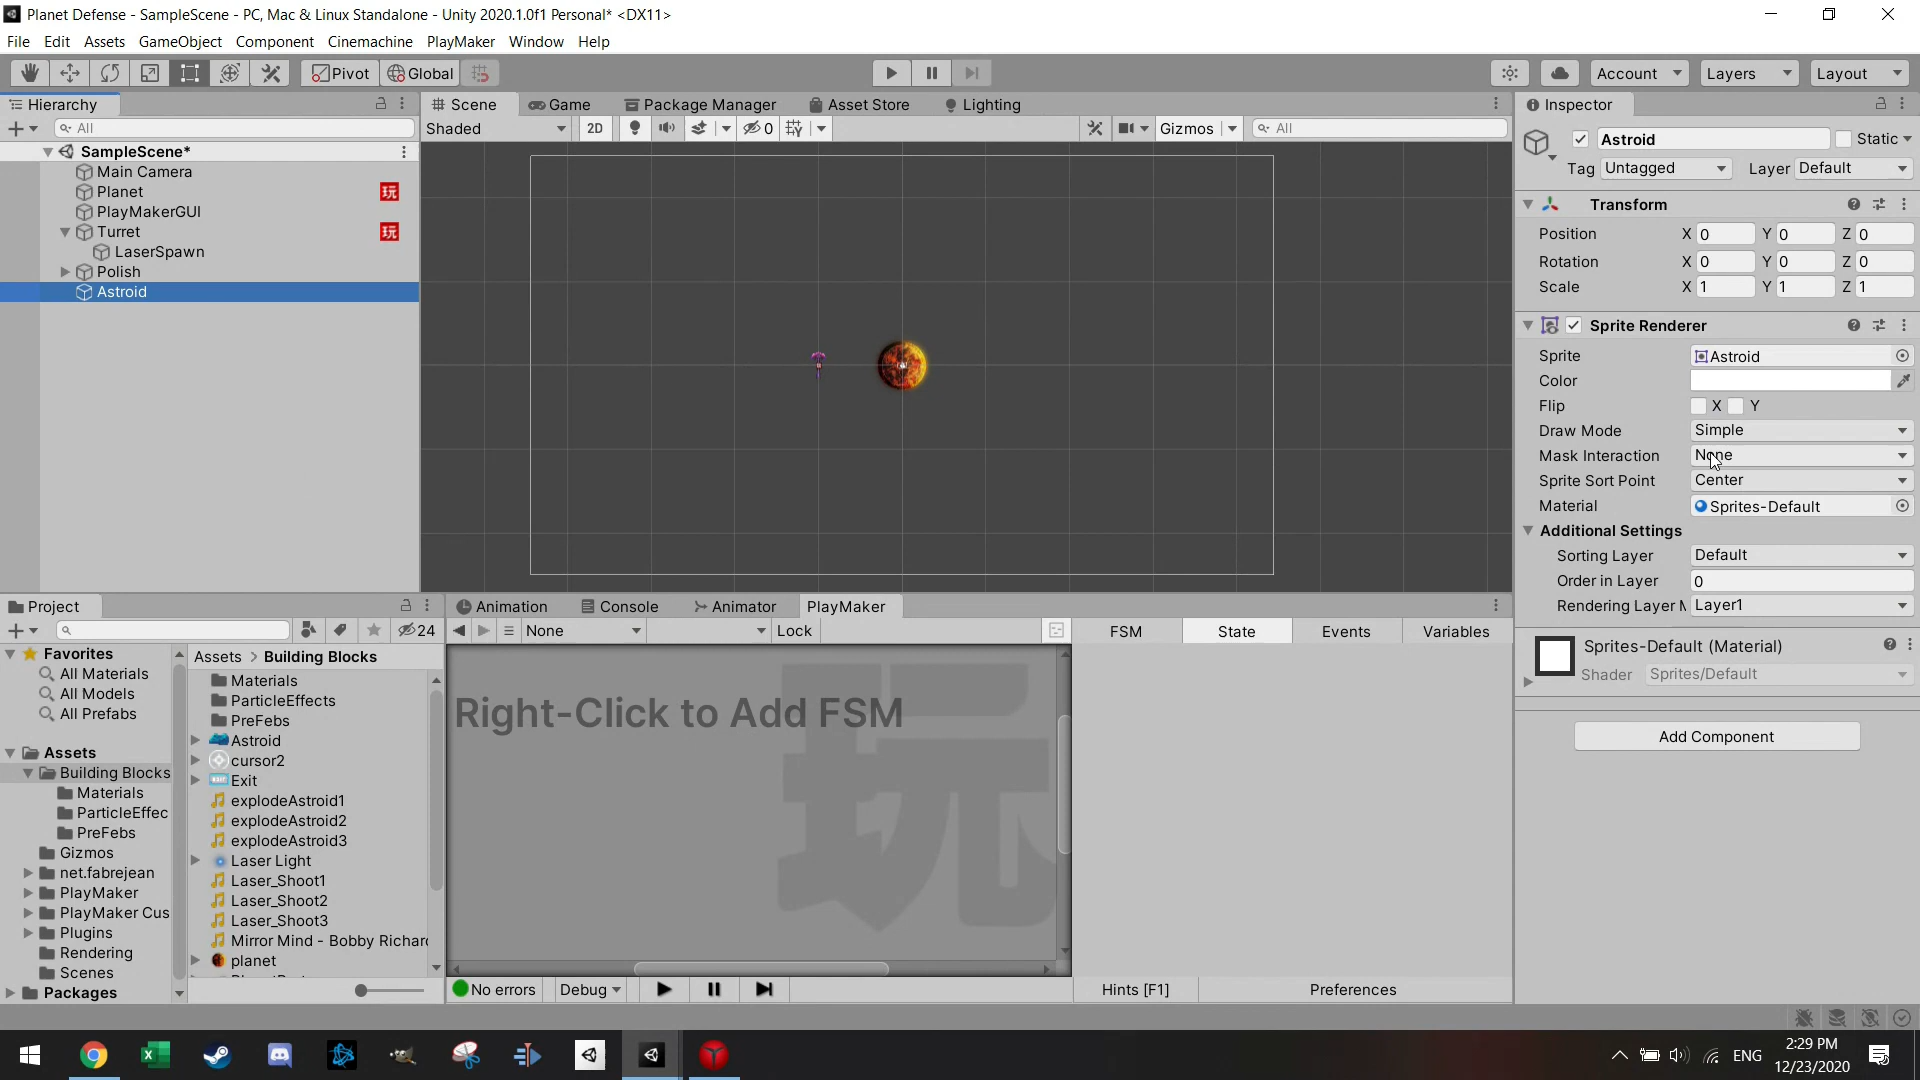 Planet Defense - SampleScene - PC, Mac & Linux Standalone - Unity 2020.1.0f1 Personal* <DX11>
File Edit Assets GameObject Component Cinemachine PlayMaker Window Help
Pivot Global Account Layers Layout
Hierarchy
All
SampleScene*
Main Camera
Planet 玩
PlayMakerGUI
Turret 玩
LaserSpawn
Polish
Astroid
Scene Game Package Manager Asset Store Lighting
Shaded 2D 0 Gizmos All
Inspector
Astroid Static
Tag Untagged Layer Default
Transform
Position X 0 Y 0 Z 0
Rotation X 0 Y 0 Z 0
Scale X 1 Y 1 Z 1
Sprite Renderer
Sprite Astroid
Color
Flip X Y
Draw Mode Simple
Mask Interaction None
Sprite Sort Point Center
Material Sprites-Default
Additional Settings
Sorting Layer Default
Order in Layer 0
Rendering Layer M Layer1
Sprites-Default (Material)
Shader Sprites/Default
Add Component
Project
24
Favorites
All Materials
All Models
All Prefabs
Assets
Building Blocks
Materials
ParticleEffec
PreFebs
Gizmos
net.fabrejean
PlayMaker
PlayMaker Cus
Plugins
Rendering
Scenes
Packages
Assets > Building Blocks
Materials
ParticleEffects
PreFebs
Astroid
cursor2
Exit
explodeAstroid1
explodeAstroid2
explodeAstroid3
Laser Light
Laser_Shoot1
Laser_Shoot2
Laser_Shoot3
Mirror Mind - Bobby Richar
planet
Animation Console Animator PlayMaker
None Lock
FSM State Events Variables
Right-Click to Add FSM
玩
No errors Debug
Hints [F1] Preferences
ENG
2:29 PM
12/23/2020